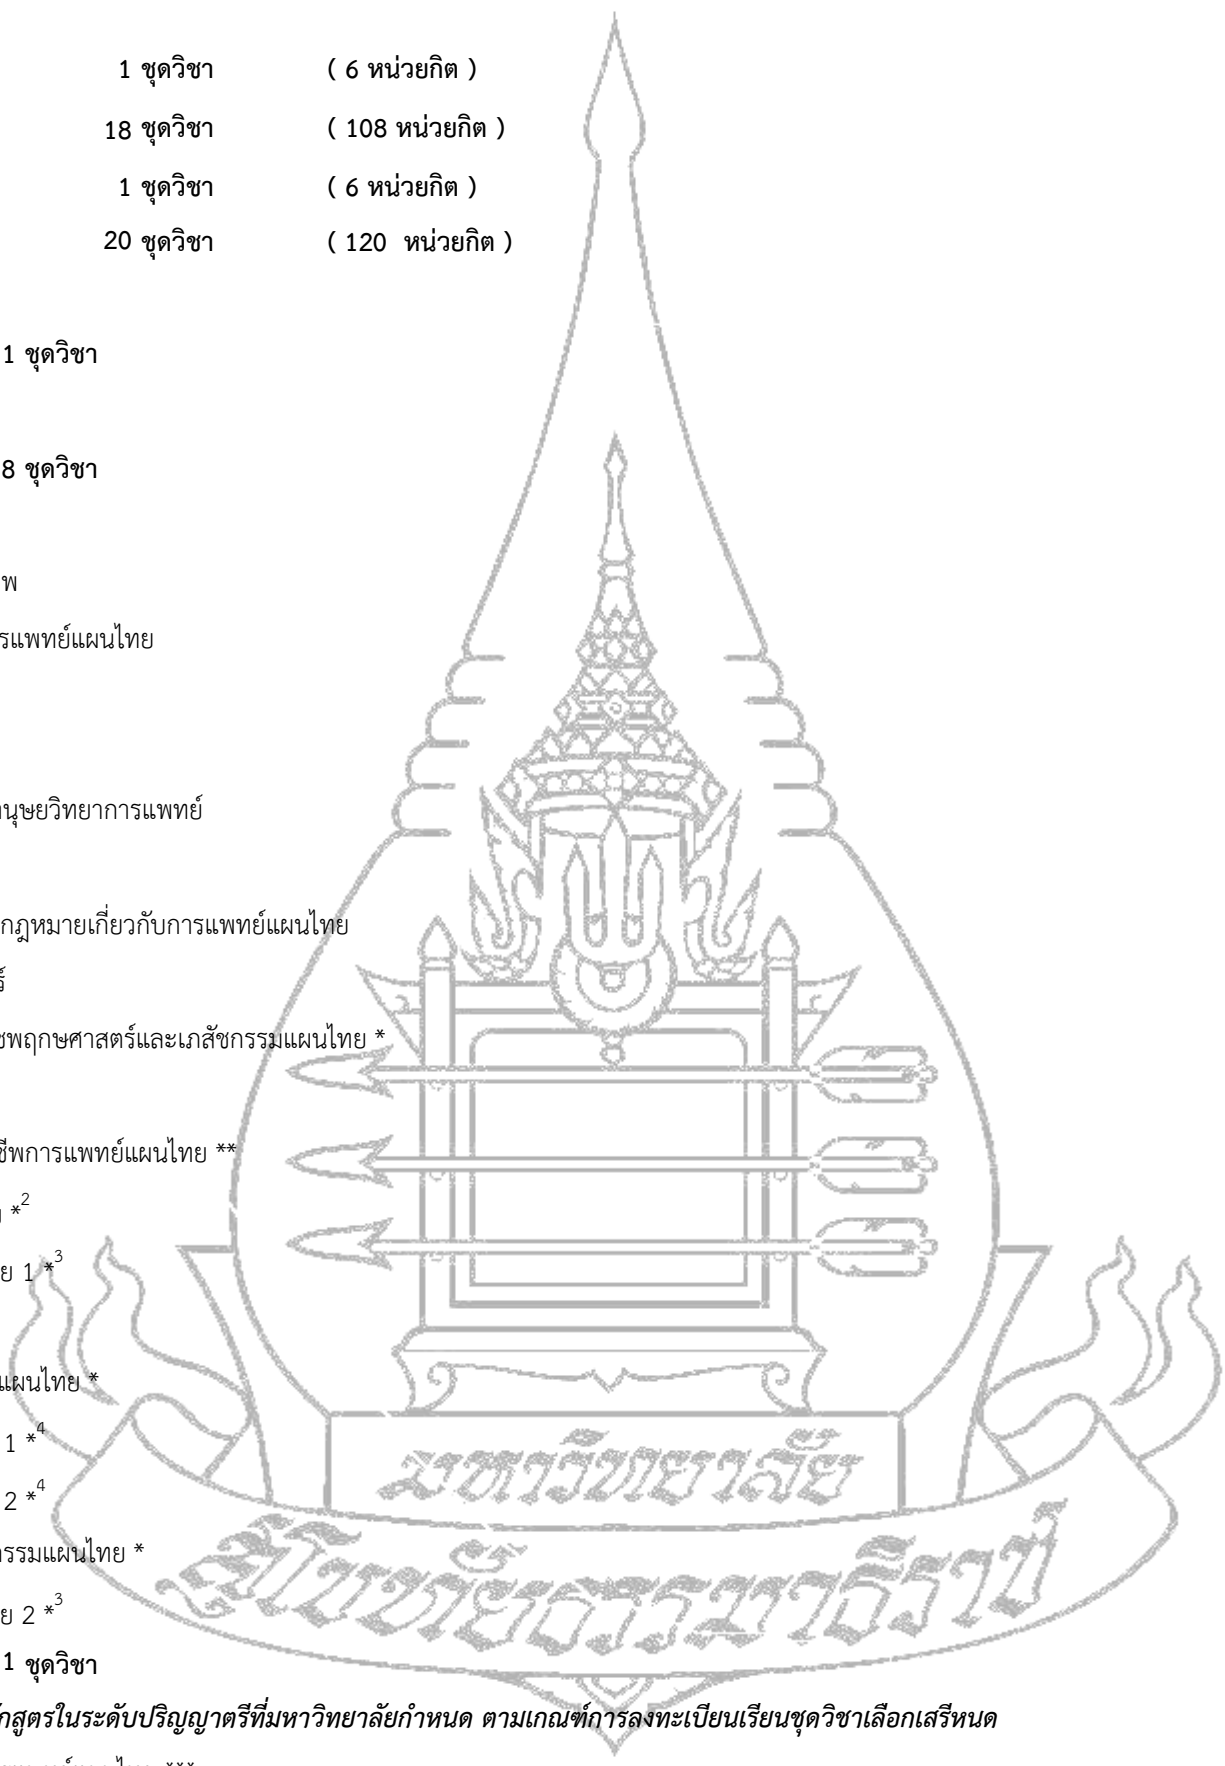 1 ชุดวิชา ( 6 หน่วยกิต )
18 ชุดวิชา ( 108 หน่วยกิต )
1 ชุดวิชา ( 6 หน่วยกิต )
20 ชุดวิชา ( 120 หน่วยกิต )
1 ชุดวิชา
8 ชุดวิชา
พ
รแพทย์แผนไทย
นุษยวิทยาการแพทย์
กฎหมายเกี่ยวกับการแพทย์แผนไทย
ร์
ชพฤกษศาสตร์และเภสัชกรรมแผนไทย *
ชีพการแพทย์แผนไทย **
ย *2
ย 1 *3
แผนไทย *
1 *4
2 *4
กรรมแผนไทย *
ย 2 *3
1 ชุดวิชา
ักสูตรในระดับปริญญาตรีที่มหาวิทยาลัยกำหนด ตามเกณฑ์การลงทะเบียนเรียนชุดวิชาเลือกเสรีหนด
มหาวิทยาลัย
สุโขทัยธรรมาธิราช